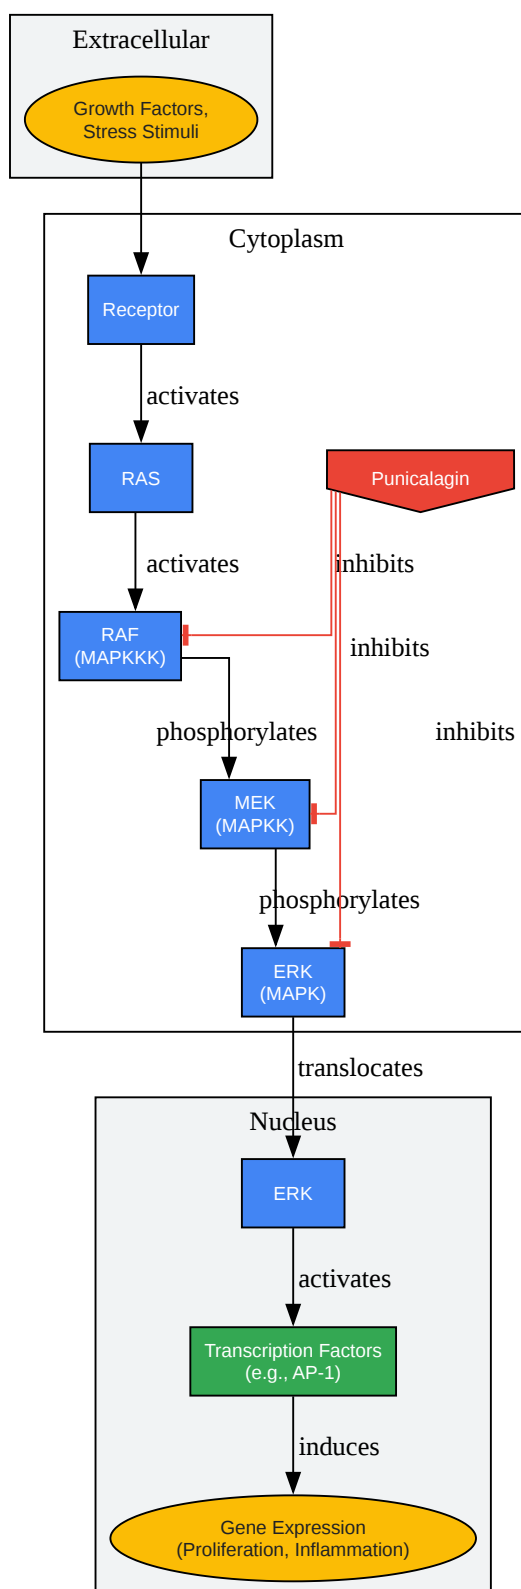 Extracellular
Growth Factors,
Stress Stimuli
Cytoplasm
Receptor
activates
RAS
Punicalagin
activates
inhibits
RAF
(MAPKKK)
inhibits
phosphorylates
inhibits
MEK
(MAPKK)
phosphorylates
ERK
(MAPK)
translocates
Nucleus
ERK
activates
Transcription Factors
(e.g., AP-1)
induces
Gene Expression
(Proliferation, Inflammation)